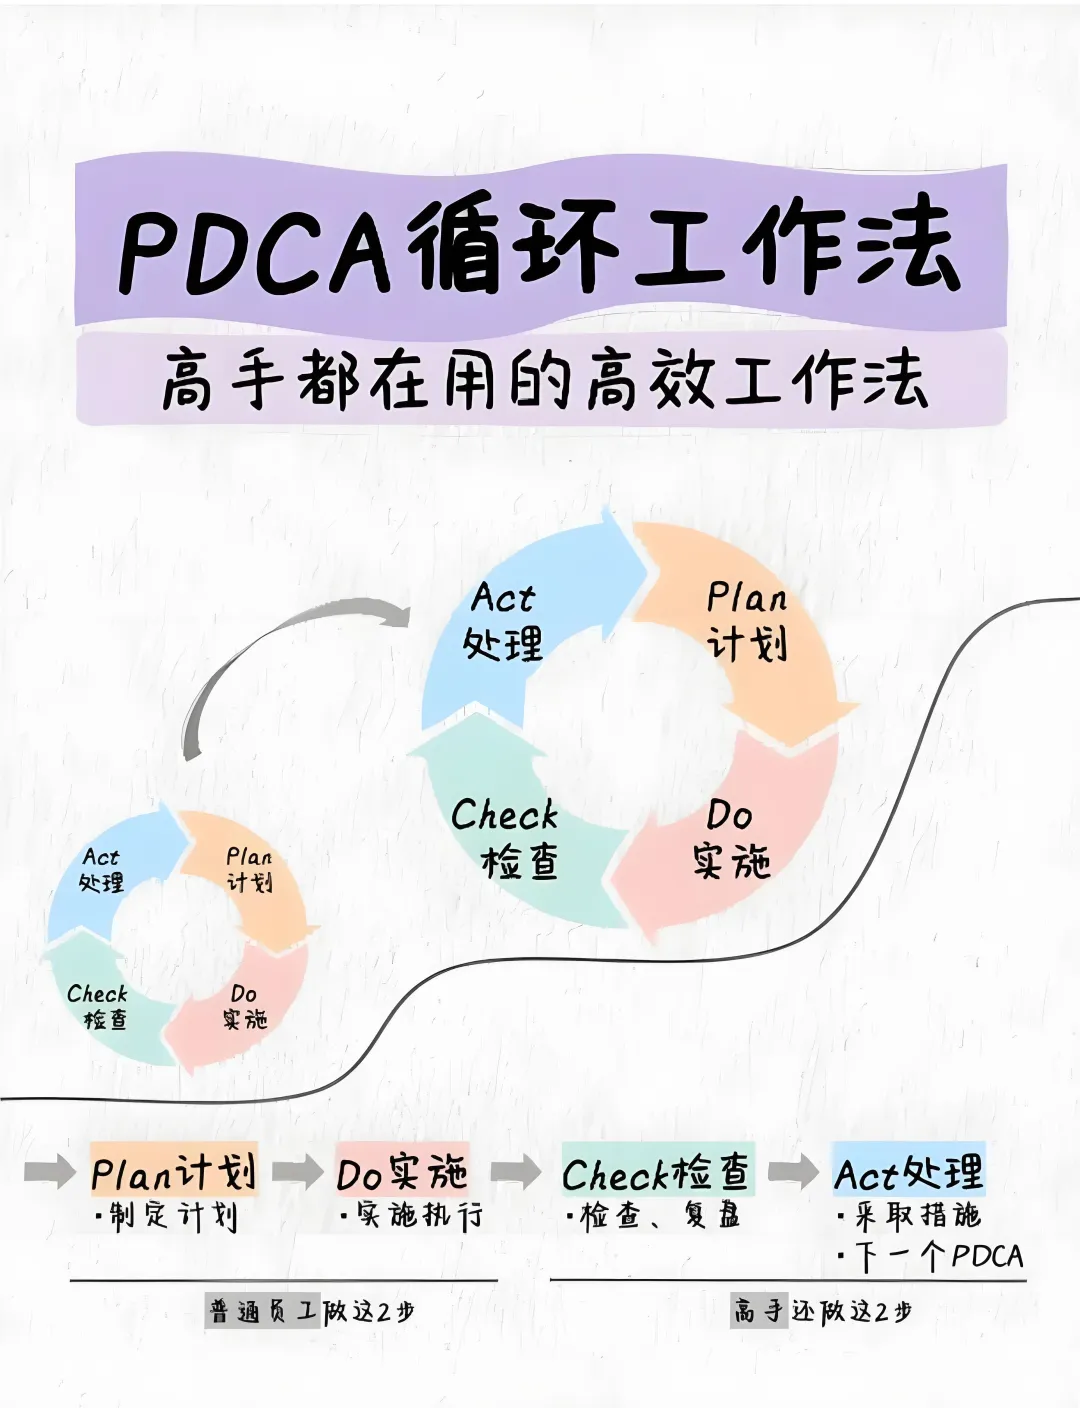 PDCA循环工作法
高手都在用的高效工作法
Act
处理
Plan
计划
Check
检查
Do
实施
Act
处理
Plan
计划
Check
检查
Do
实施
Plan计划
·制定计划
Do实施
·实施执行
Check检查
·检查、复盘
Act处理
·采取措施
·下一个PDCA
普通员工做这2步
高手还做这2步